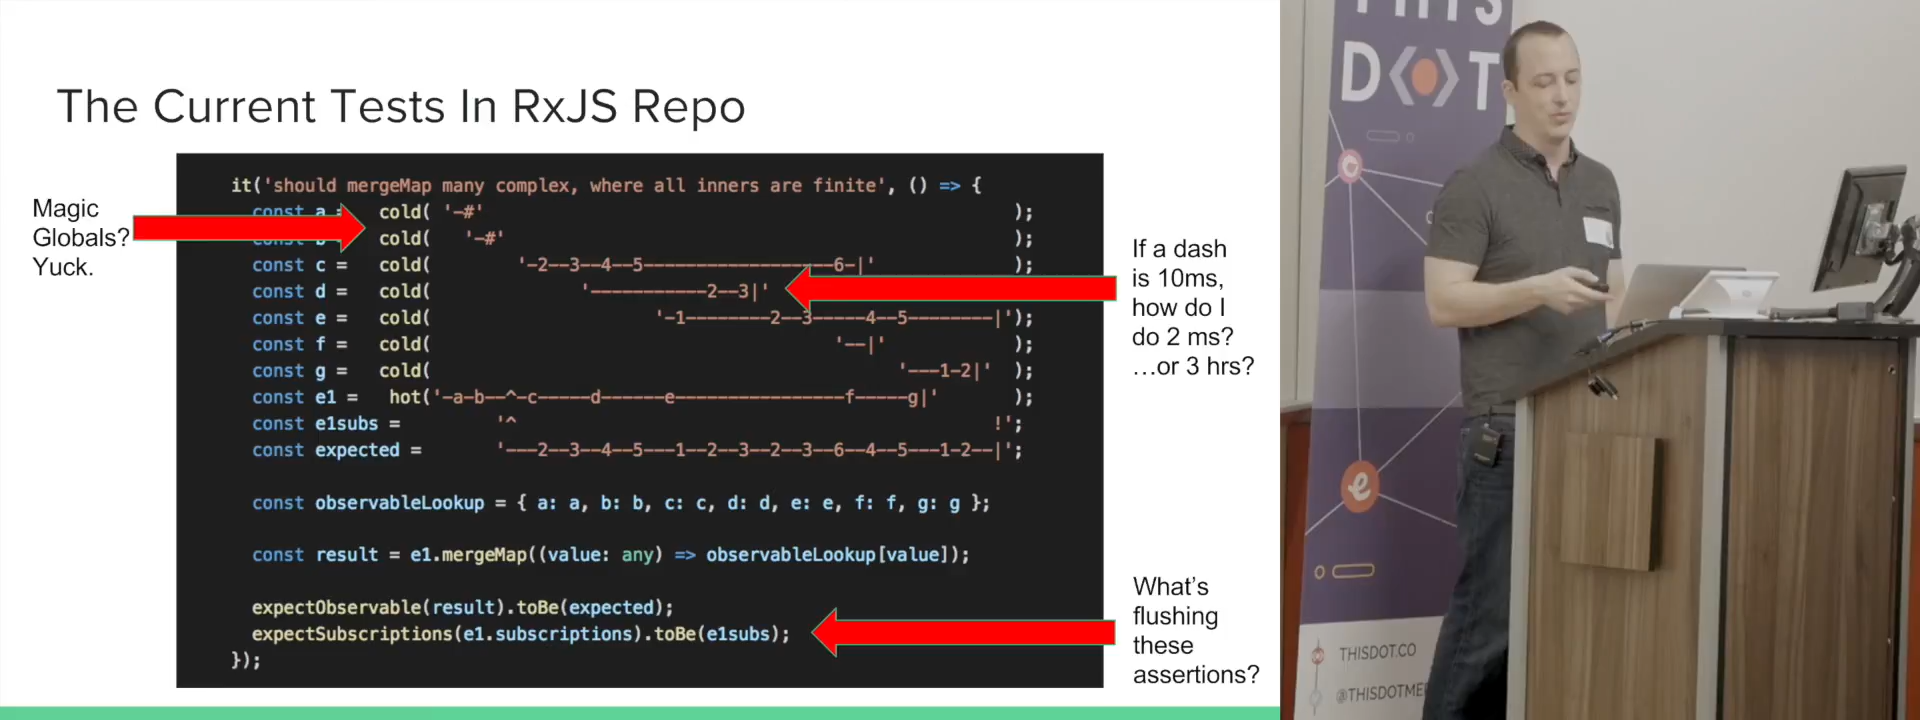 The Current Tests In RxJS Repo
Magic
Globals?
Yuck.
it('should mergeMap many complex, where all inners are finite', () => {
const a = cold( '-#' );
cold( '-#' );
const c = cold( '-2--3--4--5------------------6-|' );
const d = cold( '-----------2--3|' );
const e = cold( '-1--------2--3-----4--5--------|');
const f = cold( '--|' );
const g = cold( '---1-2|' );
const e1 = hot('-a-b--^-c-----d------e----------------f-----g|' );
const e1subs = '^ !';
const expected = '---2--3--4--5---1--2--3--2--3--6--4--5---1-2--|';
const observableLookup = { a: a, b: b, c: c, d: d, e: e, f: f, g: g };
const result = e1.mergeMap((value: any) => observableLookup[value]);
expectObservable(result).toBe(expected);
expectSubscriptions(e1.subscriptions).toBe(e1subs);
});
If a dash
is 10ms,
how do I
do 2 ms?
...or 3 hrs?
What's
flushing
these
assertions?
THIS
DOT
THISDOT.CO
@THISDOTME